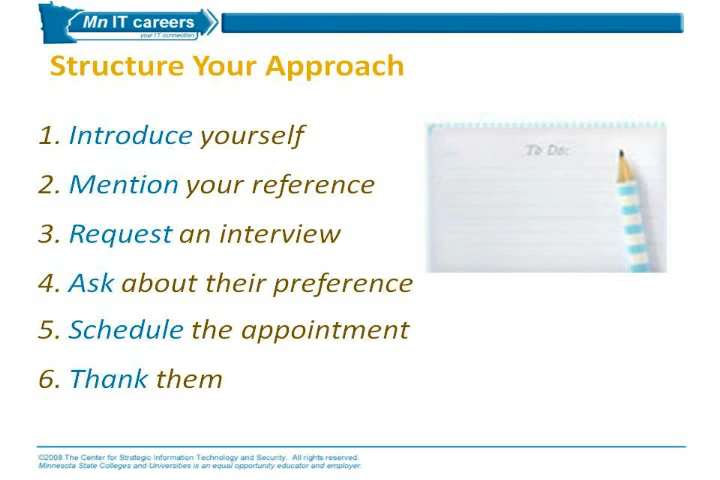 Mn IT careers
your IT connection
Structure Your Approach
1. Introduce yourself
To Do:
2. Mention your reference
3. Request an interview
4. Ask about their preference
5. Schedule the appointment
6. Thank them
©2008 The Center for Strategic Information Technology and Security. All rights reserved.
Minnesota State Colleges and Universities is an equal opportunity educator and employer.